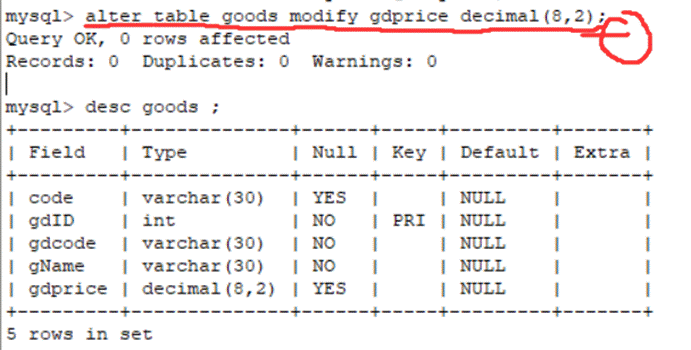 mysql> alter table goods modify gdprice decimal(8,2);
Query OK, 0 rows affected
Records: 0  Duplicates: 0  Warnings: 0
mysql> desc goods ;
+---------+--------------+------+-----+---------+-------+
| Field   | Type         | Null | Key | Default | Extra |
+---------+--------------+------+-----+---------+-------+
| code    | varchar(30)  | YES  |     | NULL    |       |
| gdID    | int          | NO   | PRI | NULL    |       |
| gdcode  | varchar(30)  | NO   |     | NULL    |       |
| gName   | varchar(30)  | NO   |     | NULL    |       |
| gdprice | decimal(8,2) | YES  |     | NULL    |       |
+---------+--------------+------+-----+---------+-------+
5 rows in set